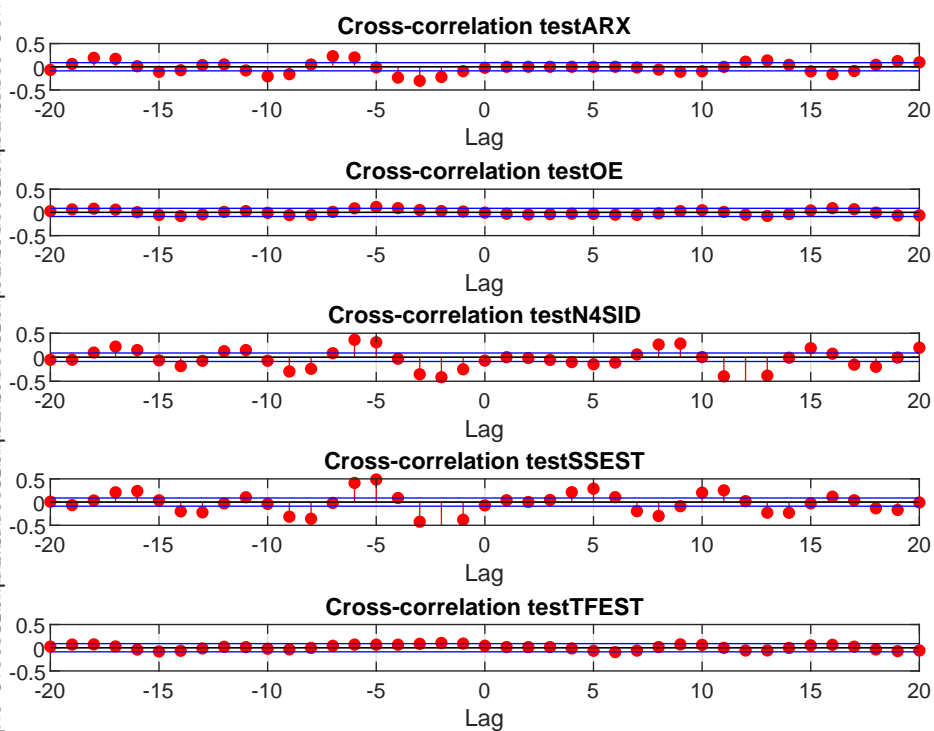 Cross-correlation testARX
0.5
0
-0.5
-20 -15 -10 -5 0 5 10 15 20
Lag
Cross-correlation testOE
0.5
0
-0.5
-20 -15 -10 -5 0 5 10 15 20
Lag
Cross-correlation testN4SID
0.5
0
-0.5
-20 -15 -10 -5 0 5 10 15 20
Lag
Cross-correlation testSSEST
0.5
0
-0.5
-20 -15 -10 -5 0 5 10 15 20
Lag
Cross-correlation testTFEST
0.5
0
-0.5
-20 -15 -10 -5 0 5 10 15 20
Lag